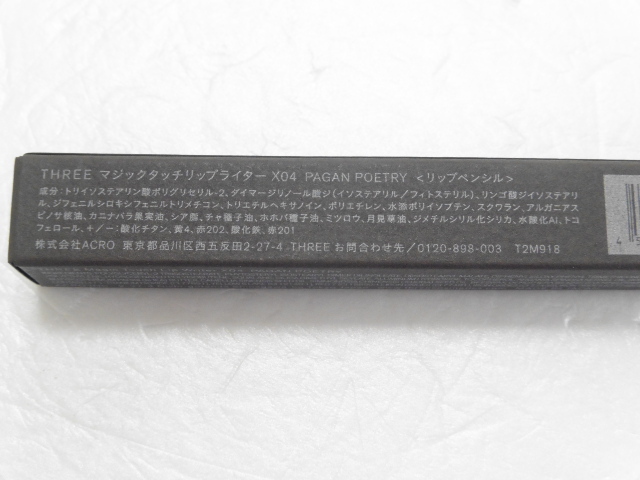 THREE マジックタッチリップライター X04 PAGAN POETRY <リップペンシル>
成分:トリイソステアリン酸ポリグリセリル-2、ダイマージリノール酸ジ(イソステアリル/フィトステリル)、リンゴ酸ジイソステアリ
ル、ジフェニルシロキシフェニルトリメチコン、トリエチルヘキサノイン、ポリエチレン、水添ポリイソブテン、スクワラン、アルガニアス
ピノサ核油、カニナバラ果実油、シア脂、チャ種子油、ホホバ種子油、ミツロウ、月見草油、ジメチルシリル化シリカ、水酸化Al、トコ
フェロール、+/-:酸化チタン、黄4、赤202、酸化鉄、赤201
株式会社ACRO 東京都品川区西五反田2-27-4 THREEお問合わせ先/0120-898-003 T2M918
4